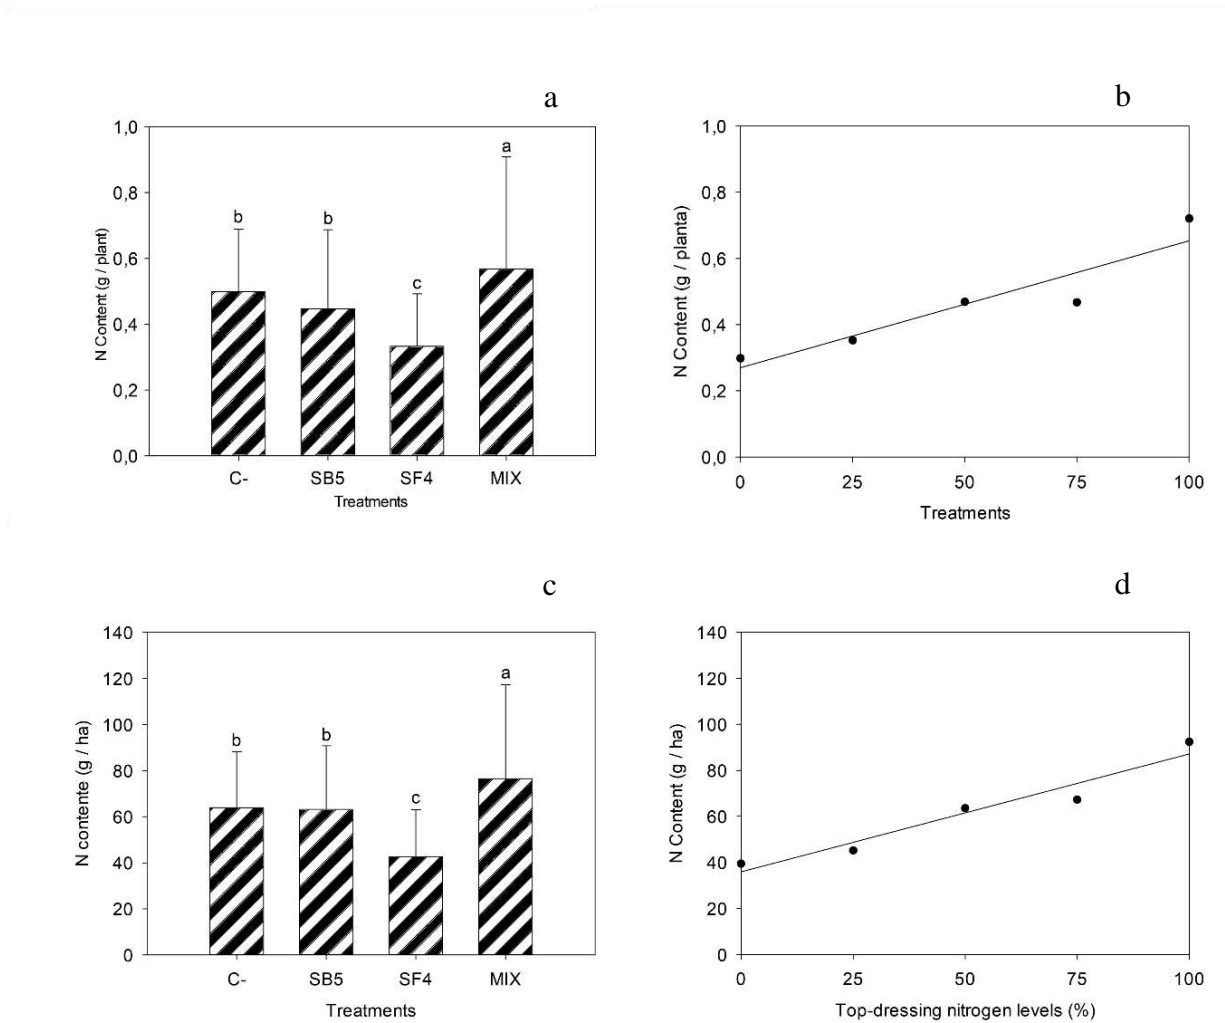 a
1,0
0,8
0,6
0,4
0,2
0,0
N Content (g / plant)
b
b
c
a
C- SB5 SF4 MIX
Treatments
b
1,0
0,8
0,6
0,4
0,2
0,0
N Content (g / planta)
0 25 50 75 100
Treatments
c
140
120
100
80
60
40
20
0
N contente (g / ha)
b
b
c
a
C- SB5 SF4 MIX
Treatments
d
140
120
100
80
60
40
20
0
N Content (g / ha)
0 25 50 75 100
Top-dressing nitrogen levels (%)